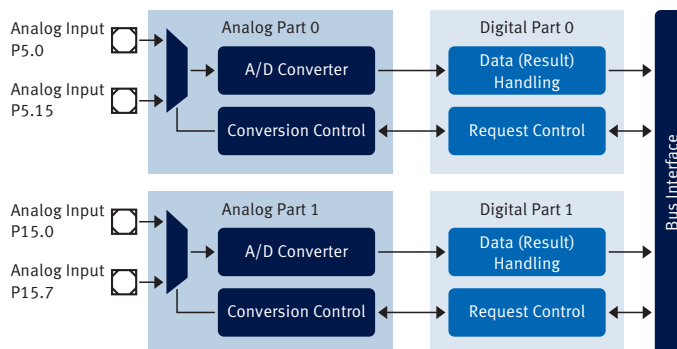 Analog Input
P5.0
Analog Input
P5.15
Analog Part 0
A/D Converter
Conversion Control
Digital Part 0
Data (Result)
Handling
Request Control
Analog Input
P15.0
Analog Input
P15.7
Analog Part 1
A/D Converter
Conversion Control
Digital Part 1
Data (Result)
Handling
Request Control
Bus Interface